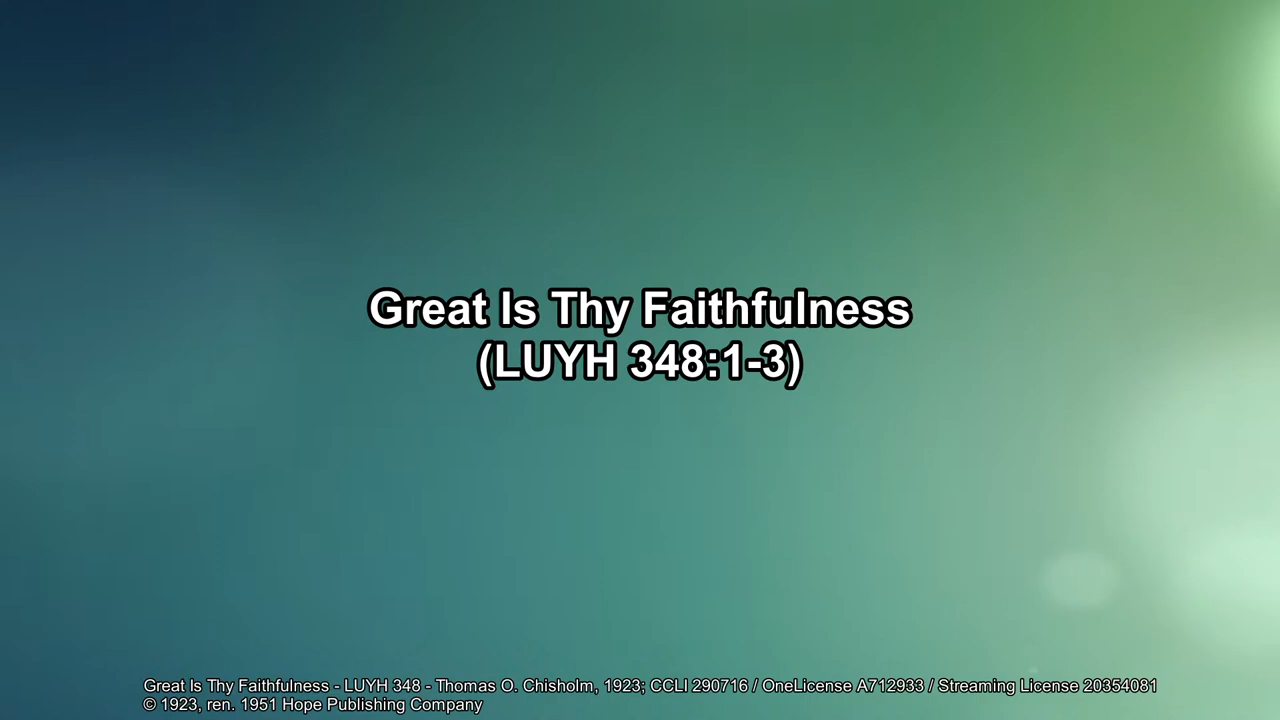 Great Is Thy Faithfulness
(LUYH 348:1-3)
Great Is Thy Faithfulness - LUYH 348 - Thomas O. Chisholm, 1923; CCLI 290716 / OneLicense A712933 / Streaming License 20354081
© 1923, ren. 1951 Hope Publishing Company